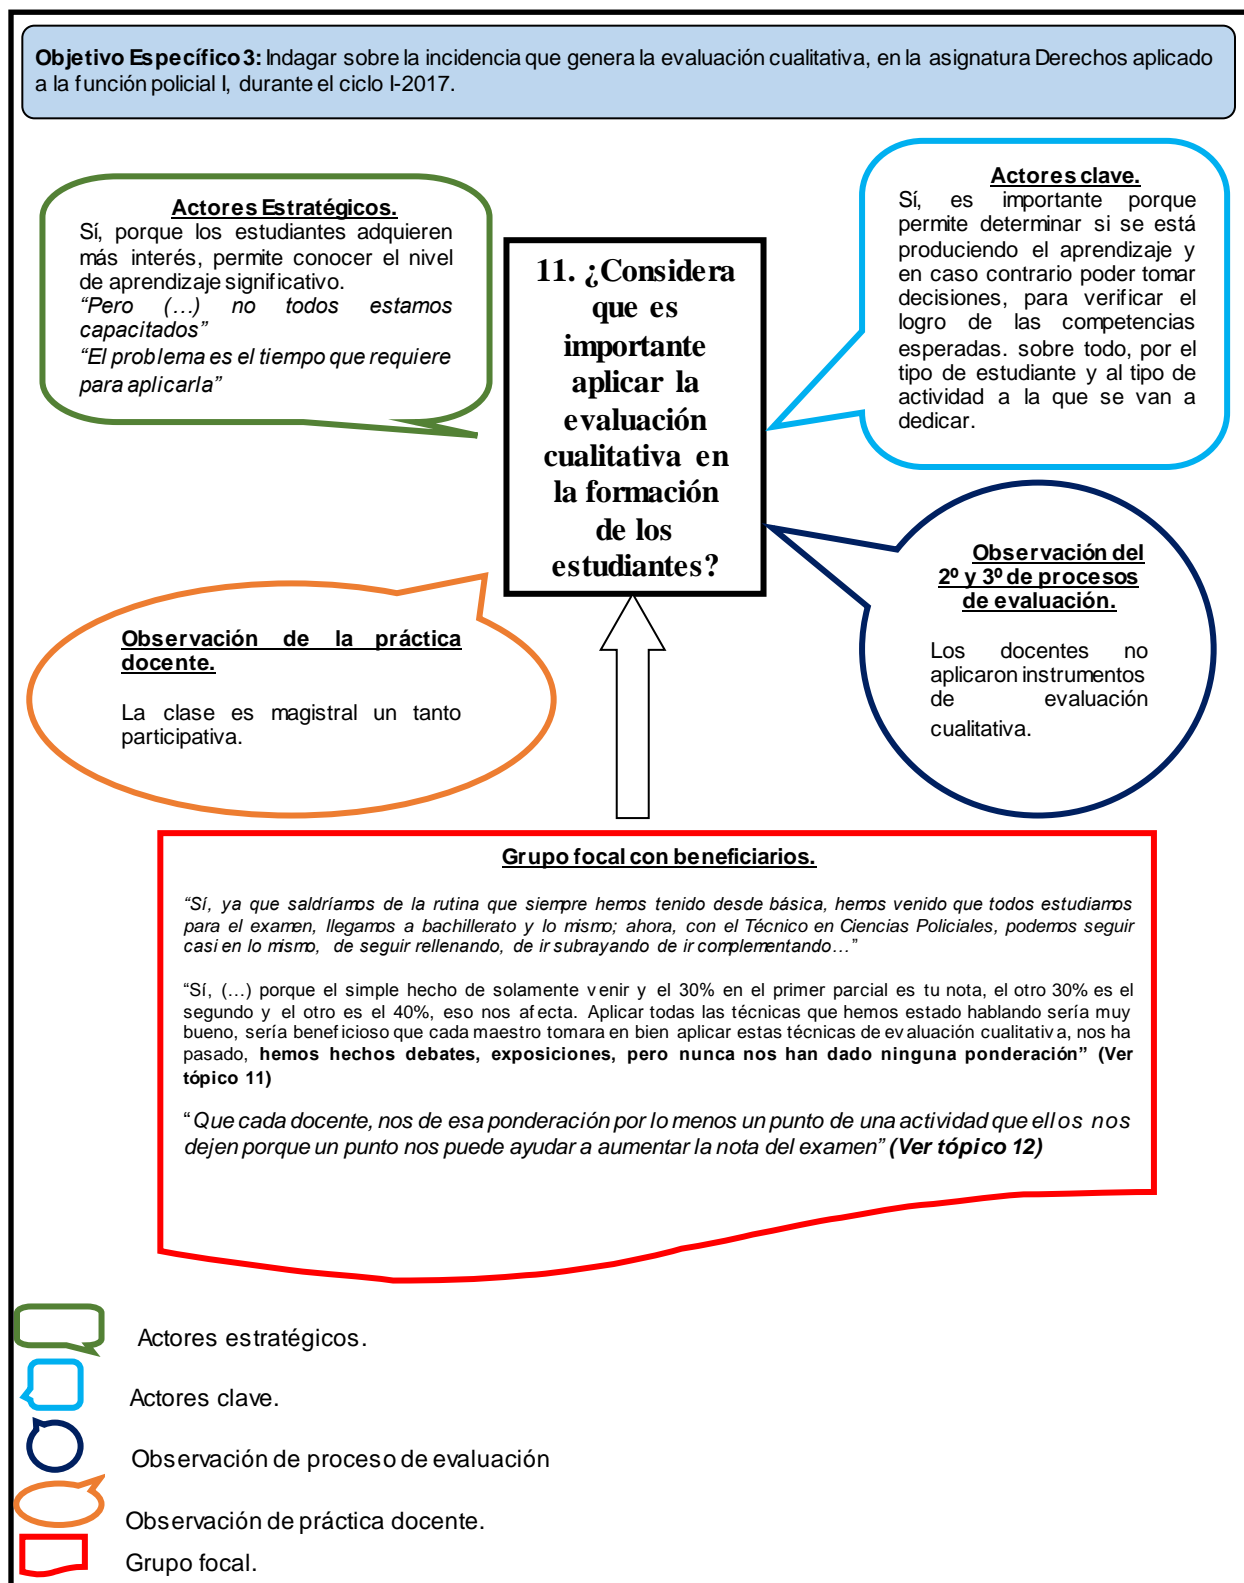 Objetivo Específico 3: Indagar sobre la incidencia que genera la evaluación cualitativa, en la asignatura Derechos aplicado
a la función policial I, durante el ciclo I-2017.
Actores Estratégicos.
Sí, porque los estudiantes adquieren
más interés, permite conocer el nivel
de aprendizaje significativo.
“Pero (…) no todos estamos
capacitados”
“El problema es el tiempo que requiere
para aplicarla”
Actores clave.
Sí, es importante porque
permite determinar si se está
produciendo el aprendizaje y
en caso contrario poder tomar
decisiones, para verificar el
logro de las competencias
esperadas. sobre todo, por el
tipo de estudiante y al tipo de
actividad a la que se van a
dedicar.
11. ¿Considera
que es
importante
aplicar la
evaluación
cualitativa en
la formación
de los
estudiantes?
Observación de la práctica
docente.
La clase es magistral un tanto
participativa.
Observación del
2º y 3º de procesos
de evaluación.
Los docentes no
aplicaron instrumentos
de evaluación
cualitativa.
Grupo focal con beneficiarios.
“Sí, ya que saldríamos de la rutina que siempre hemos tenido desde básica, hemos venido que todos estudiamos
para el examen, llegamos a bachillerato y lo mismo; ahora, con el Técnico en Ciencias Policiales, podemos seguir
casi en lo mismo, de seguir rellenando, de ir subrayando de ir complementando…”
“Sí, (…) porque el simple hecho de solamente venir y el 30% en el primer parcial es tu nota, el otro 30% es el
segundo y el otro es el 40%, eso nos afecta. Aplicar todas las técnicas que hemos estado hablando sería muy
bueno, sería beneficioso que cada maestro tomara en bien aplicar estas técnicas de evaluación cualitativa, nos ha
pasado, hemos hechos debates, exposiciones, pero nunca nos han dado ninguna ponderación” (Ver
tópico 11)
“Que cada docente, nos de esa ponderación por lo menos un punto de una actividad que ellos nos
dejen porque un punto nos puede ayudar a aumentar la nota del examen” (Ver tópico 12)
Actores estratégicos.
Actores clave.
Observación de proceso de evaluación
Observación de práctica docente.
Grupo focal.